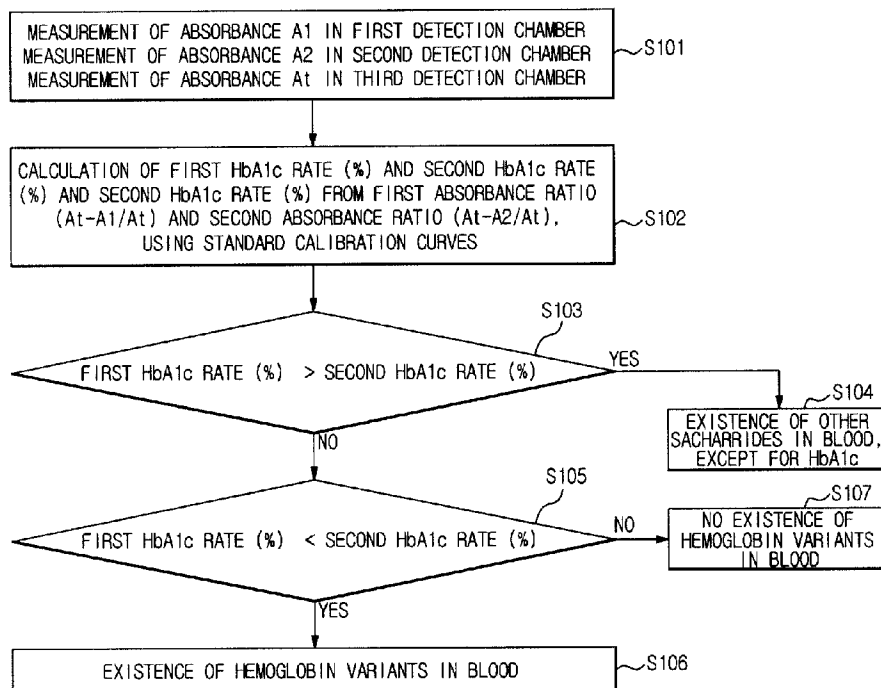 MEASUREMENT OF ABSORBANCE A1 IN FIRST DETECTION CHAMBER
MEASUREMENT OF ABSORBANCE A2 IN SECOND DETECTION CHAMBER
MEASUREMENT OF ABSORBANCE At IN THIRD DETECTION CHAMBER
S101
CALCULATION OF FIRST HbA1c RATE (%) AND SECOND HbA1c RATE
(%) AND SECOND HbA1c RATE (%) FROM FIRST ABSORBANCE RATIO
(At-A1/At) AND SECOND ABSORBANCE RATIO (At-A2/At),
USING STANDARD CALIBRATION CURVES
S102
S103
FIRST HbA1c RATE (%) > SECOND HbA1c RATE (%)
YES
S104
EXISTENCE OF OTHER
SACHARRIDES IN BLOOD,
EXCEPT FOR HbA1c
NO
S105
FIRST HbA1c RATE (%) < SECOND HbA1c RATE (%)
NO
S107
NO EXISTENCE OF
HEMOGLOBIN VARIANTS
IN BLOOD
YES
EXISTENCE OF HEMOGLOBIN VARIANTS IN BLOOD
S106